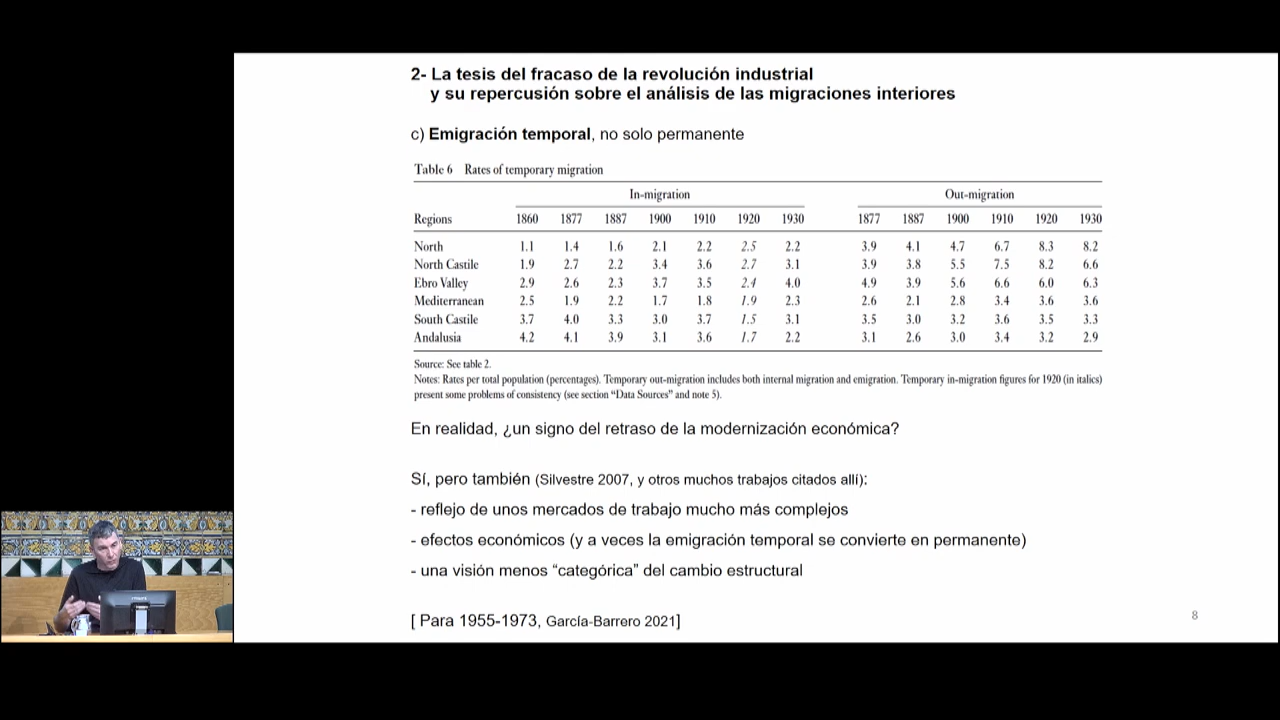 2- La tesis del fracaso de la revolución industrial
y su repercusión sobre el análisis de las migraciones interiores
c) Emigración temporal, no solo permanente
Table 6 Rates of temporary migration
In-migration Out-migration
Regions 1860 1877 1887 1900 1910 1920 1930 1877 1887 1900 1910 1920 1930
North 1.1 1.4 1.6 2.1 2.2 2.5 2.2 3.9 4.1 4.7 6.7 8.3 8.2
North Castile 1.9 2.7 2.2 3.4 3.6 2.7 3.1 3.9 3.8 5.5 7.5 8.2 6.6
Ebro Valley 2.9 2.6 2.3 3.7 3.5 2.4 4.0 4.9 3.9 5.6 6.6 6.0 6.3
Mediterranean 2.5 1.9 2.2 1.7 1.8 1.9 2.3 2.6 2.1 2.8 3.4 3.6 3.6
South Castile 3.7 4.0 3.3 3.0 3.7 1.5 3.1 3.5 3.0 3.2 3.6 3.5 3.3
Andalusia 4.2 4.1 3.9 3.1 3.6 1.7 2.2 3.1 2.6 3.0 3.4 3.2 2.9
Source: See table 2.
Notes: Rates per total population (percentages). Temporary out-migration includes both internal migration and emigration. Temporary in-migration figures for 1920 (in italics)
present some problems of consistency (see section “Data Sources” and note 5).
En realidad, ¿un signo del retraso de la modernización económica?
Sí, pero también (Silvestre 2007, y otros muchos trabajos citados allí):
- reflejo de unos mercados de trabajo mucho más complejos
- efectos económicos (y a veces la emigración temporal se convierte en permanente)
- una visión menos “categórica” del cambio estructural
[ Para 1955-1973, García-Barrero 2021]
8